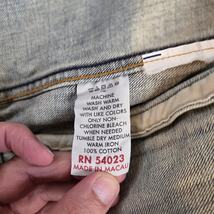 MACHINE
WASH WARM
WASH AND DRY
WITH LIKE COLORS
ONLY NON-
CHLORINE BLEACH
WHEN NEEDED
TUMBLE DRY MEDIUM
WARM IRON
100% COTTON
RN 54023
MADE IN MACAU